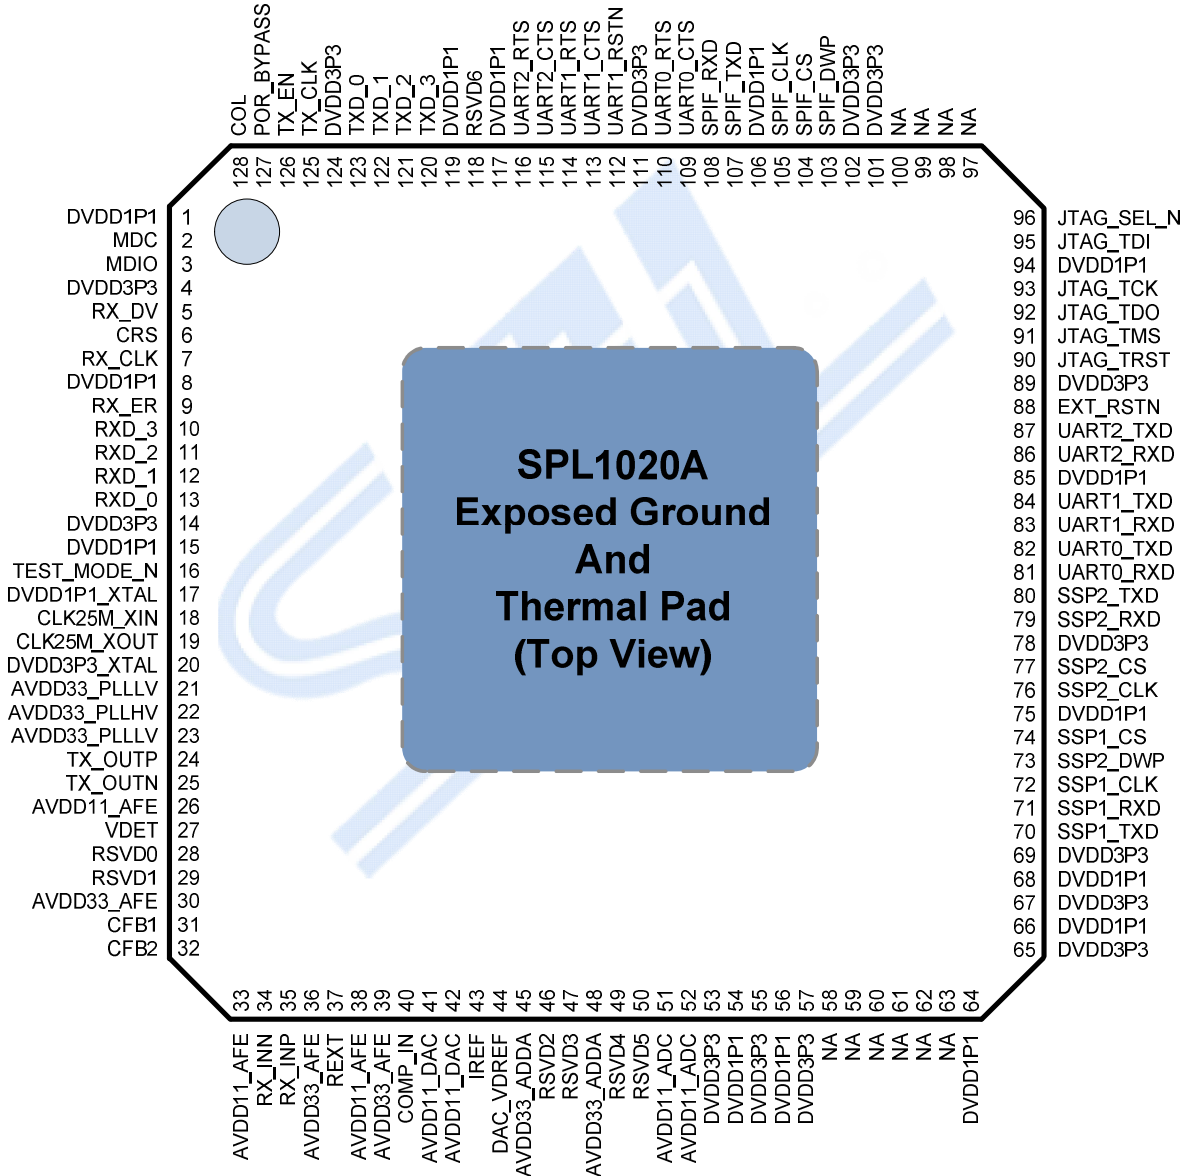 COL
POR_BYPASS
TX_EN
TX_CLK
DVDD3P3
TXD_0
TXD_1
TXD_2
TXD_3
DVDD1P1
RSVD6
DVDD1P1
UART2_RTS
UART2_CTS
UART1_RTS
UART1_CTS
UART1_RSTN
DVDD3P3
UART0_RTS
UART0_CTS
SPIF_RXD
SPIF_TXD
DVDD1P1
SPIF_CLK
SPIF_CS
SPIF_DWP
DVDD3P3
DVDD3P3
NA
NA
NA
NA
128 127 126 125 124 123 122 121 120 119 118 117 116 115 114 113 112 111 110 109 108 107 106 105 104 103 102 101 100 99 98 97
DVDD1P1 1
MDC 2
MDIO 3
DVDD3P3 4
RX_DV 5
CRS 6
RX_CLK 7
DVDD1P1 8
RX_ER 9
RXD_3 10
RXD_2 11
RXD_1 12
RXD_0 13
DVDD3P3 14
DVDD1P1 15
TEST_MODE_N 16
DVDD1P1_XTAL 17
CLK25M_XIN 18
CLK25M_XOUT 19
DVDD3P3_XTAL 20
AVDD33_PLLLV 21
AVDD33_PLLHV 22
AVDD33_PLLLV 23
TX_OUTP 24
TX_OUTN 25
AVDD11_AFE 26
VDET 27
RSVD0 28
RSVD1 29
AVDD33_AFE 30
CFB1 31
CFB2 32
SPL1020A
Exposed Ground
And
Thermal Pad
(Top View)
96 JTAG_SEL_N
95 JTAG_TDI
94 DVDD1P1
93 JTAG_TCK
92 JTAG_TDO
91 JTAG_TMS
90 JTAG_TRST
89 DVDD3P3
88 EXT_RSTN
87 UART2_TXD
86 UART2_RXD
85 DVDD1P1
84 UART1_TXD
83 UART1_RXD
82 UART0_TXD
81 UART0_RXD
80 SSP2_TXD
79 SSP2_RXD
78 DVDD3P3
77 SSP2_CS
76 SSP2_CLK
75 DVDD1P1
74 SSP1_CS
73 SSP2_DWP
72 SSP1_CLK
71 SSP1_RXD
70 SSP1_TXD
69 DVDD3P3
68 DVDD1P1
67 DVDD3P3
66 DVDD1P1
65 DVDD3P3
33 34 35 36 37 38 39 40 41 42 43 44 45 46 47 48 49 50 51 52 53 54 55 56 57 58 59 60 61 62 63 64
AVDD11_AFE
RX_INN
RX_INP
AVDD33_AFE
REXT
AVDD11_AFE
AVDD33_AFE
COMP_IN
AVDD11_DAC
AVDD11_DAC
IREF
DAC_VDREF
AVDD33_ADDA
RSVD2
RSVD3
AVDD33_ADDA
RSVD4
RSVD5
AVDD11_ADC
AVDD11_ADC
DVDD3P3
DVDD1P1
DVDD3P3
DVDD1P1
DVDD3P3
NA
NA
NA
NA
NA
NA
DVDD1P1